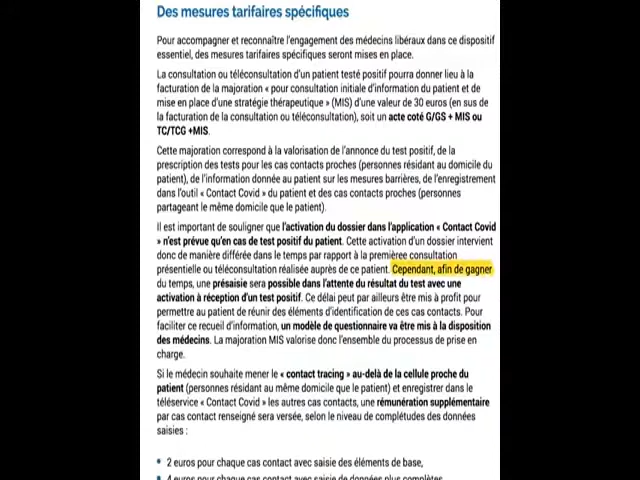 Des mesures tarifaires spécifiques
Pour accompagner et reconnaître l'engagement des médecins libéraux dans ce dispositif
essentiel, des mesures tarifaires spécifiques seront mises en place.
La consultation ou téléconsultation d'un patient testé positif pourra donner lieu à la
facturation de la majoration « pour consultation initiale d'information du patient et de
mise en place d'une stratégie thérapeutique » (MIS) d'une valeur de 30 euros (en sus de
la facturation de la consultation ou téléconsultation), soit un acte coté G/GS + MIS ou
TC/TCG +MIS.
Cette majoration correspond à la valorisation de l'annonce du test positif, de la
prescription des tests pour les cas contacts proches (personnes résidant au domicile du
patient), de l'information donnée au patient sur les mesures barrières, de l'enregistrement
dans l'outil « Contact Covid » du patient et des cas contacts proches (personnes
partageant le même domicile que le patient).
Il est important de souligner que l'activation du dossier dans l'application « Contact Covid
» n'est prévue qu'en cas de test positif du patient. Cette activation d'un dossier intervient
donc de manière différée dans le temps par rapport à la première consultation
présentielle ou téléconsultation réalisée auprès de ce patient. Cependant, afin de gagner
du temps, une présaisie sera possible dans l'attente du résultat du test avec une
activation à réception d'un test positif. Ce délai peut par ailleurs être mis à profit pour
permettre au patient de réunir des éléments d'identification de ces cas contacts. Pour
faciliter ce recueil d'information, un modèle de questionnaire va être mis à la disposition
des médecins. La majoration MIS valorise donc l'ensemble du processus de prise en
charge.
Si le médecin souhaite mener le « contact tracing » au-delà de la cellule proche du
patient (personnes résidant au même domicile que le patient) et enregistrer dans le
téléservice « Contact Covid » les autres cas contacts, une rémunération supplémentaire
par cas contact renseigné sera versée, selon le niveau de complétudes des données
saisies :
• 2 euros pour chaque cas contact avec saisie des éléments de base,
• 4 euros pour chaque cas contact avec saisie de données plus complètes